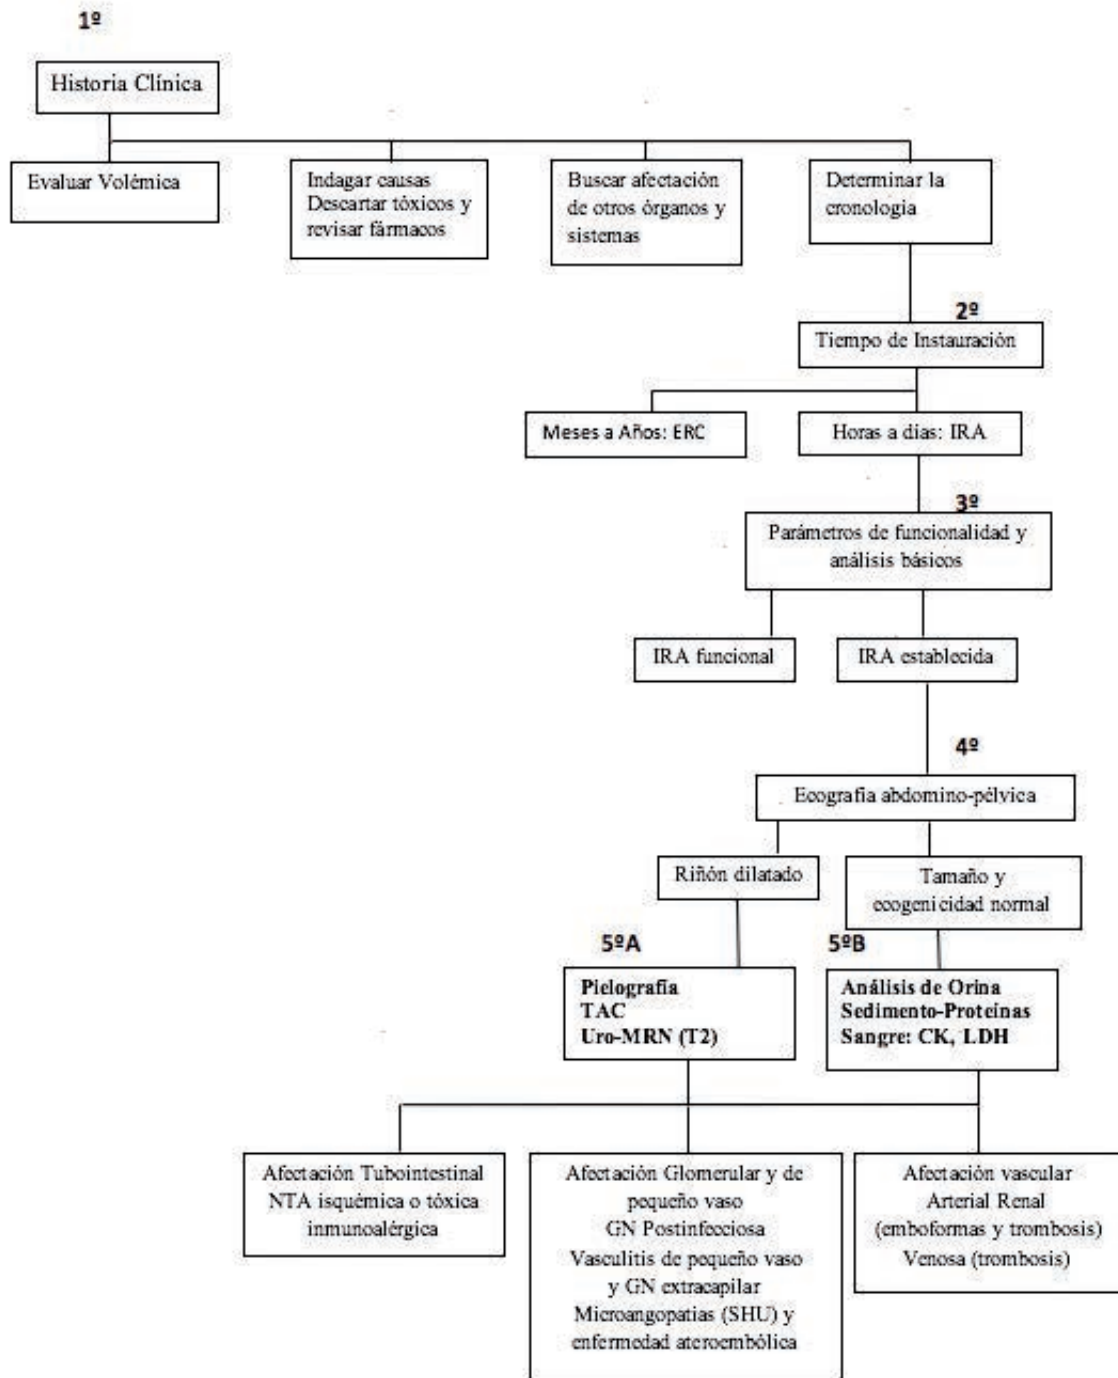 1º
Historia Clínica
Evaluar Volémica
Indagar causas
Descartar tóxicos y
revisar fármacos
Buscar afectación
de otros órganos y
sistemas
Determinar la
cronología
2º
Tiempo de Instauración
Meses a Años: ERC
Horas a días: IRA
3º
Parámetros de funcionalidad y
análisis básicos
IRA funcional
IRA establecida
4º
Ecografía abdomino-pélvica
Riñón dilatado
Tamaño y
ecogenicidad normal
5ºA
Pielografía
TAC
Uro-MRN (T2)
5ºB
Análisis de Orina
Sedimento-Proteínas
Sangre: CK, LDH
Afectación Tubointestinal
NTA isquémica o tóxica
inmunoalérgica
Afectación Glomerular y de
pequeño vaso
GN Postinfecciosa
Vasculitis de pequeño vaso
y GN extracapilar
Microangopatias (SHU) y
enfermedad ateroembólica
Afectación vascular
Arterial Renal
(emboformas y trombosis)
Venosa (trombosis)